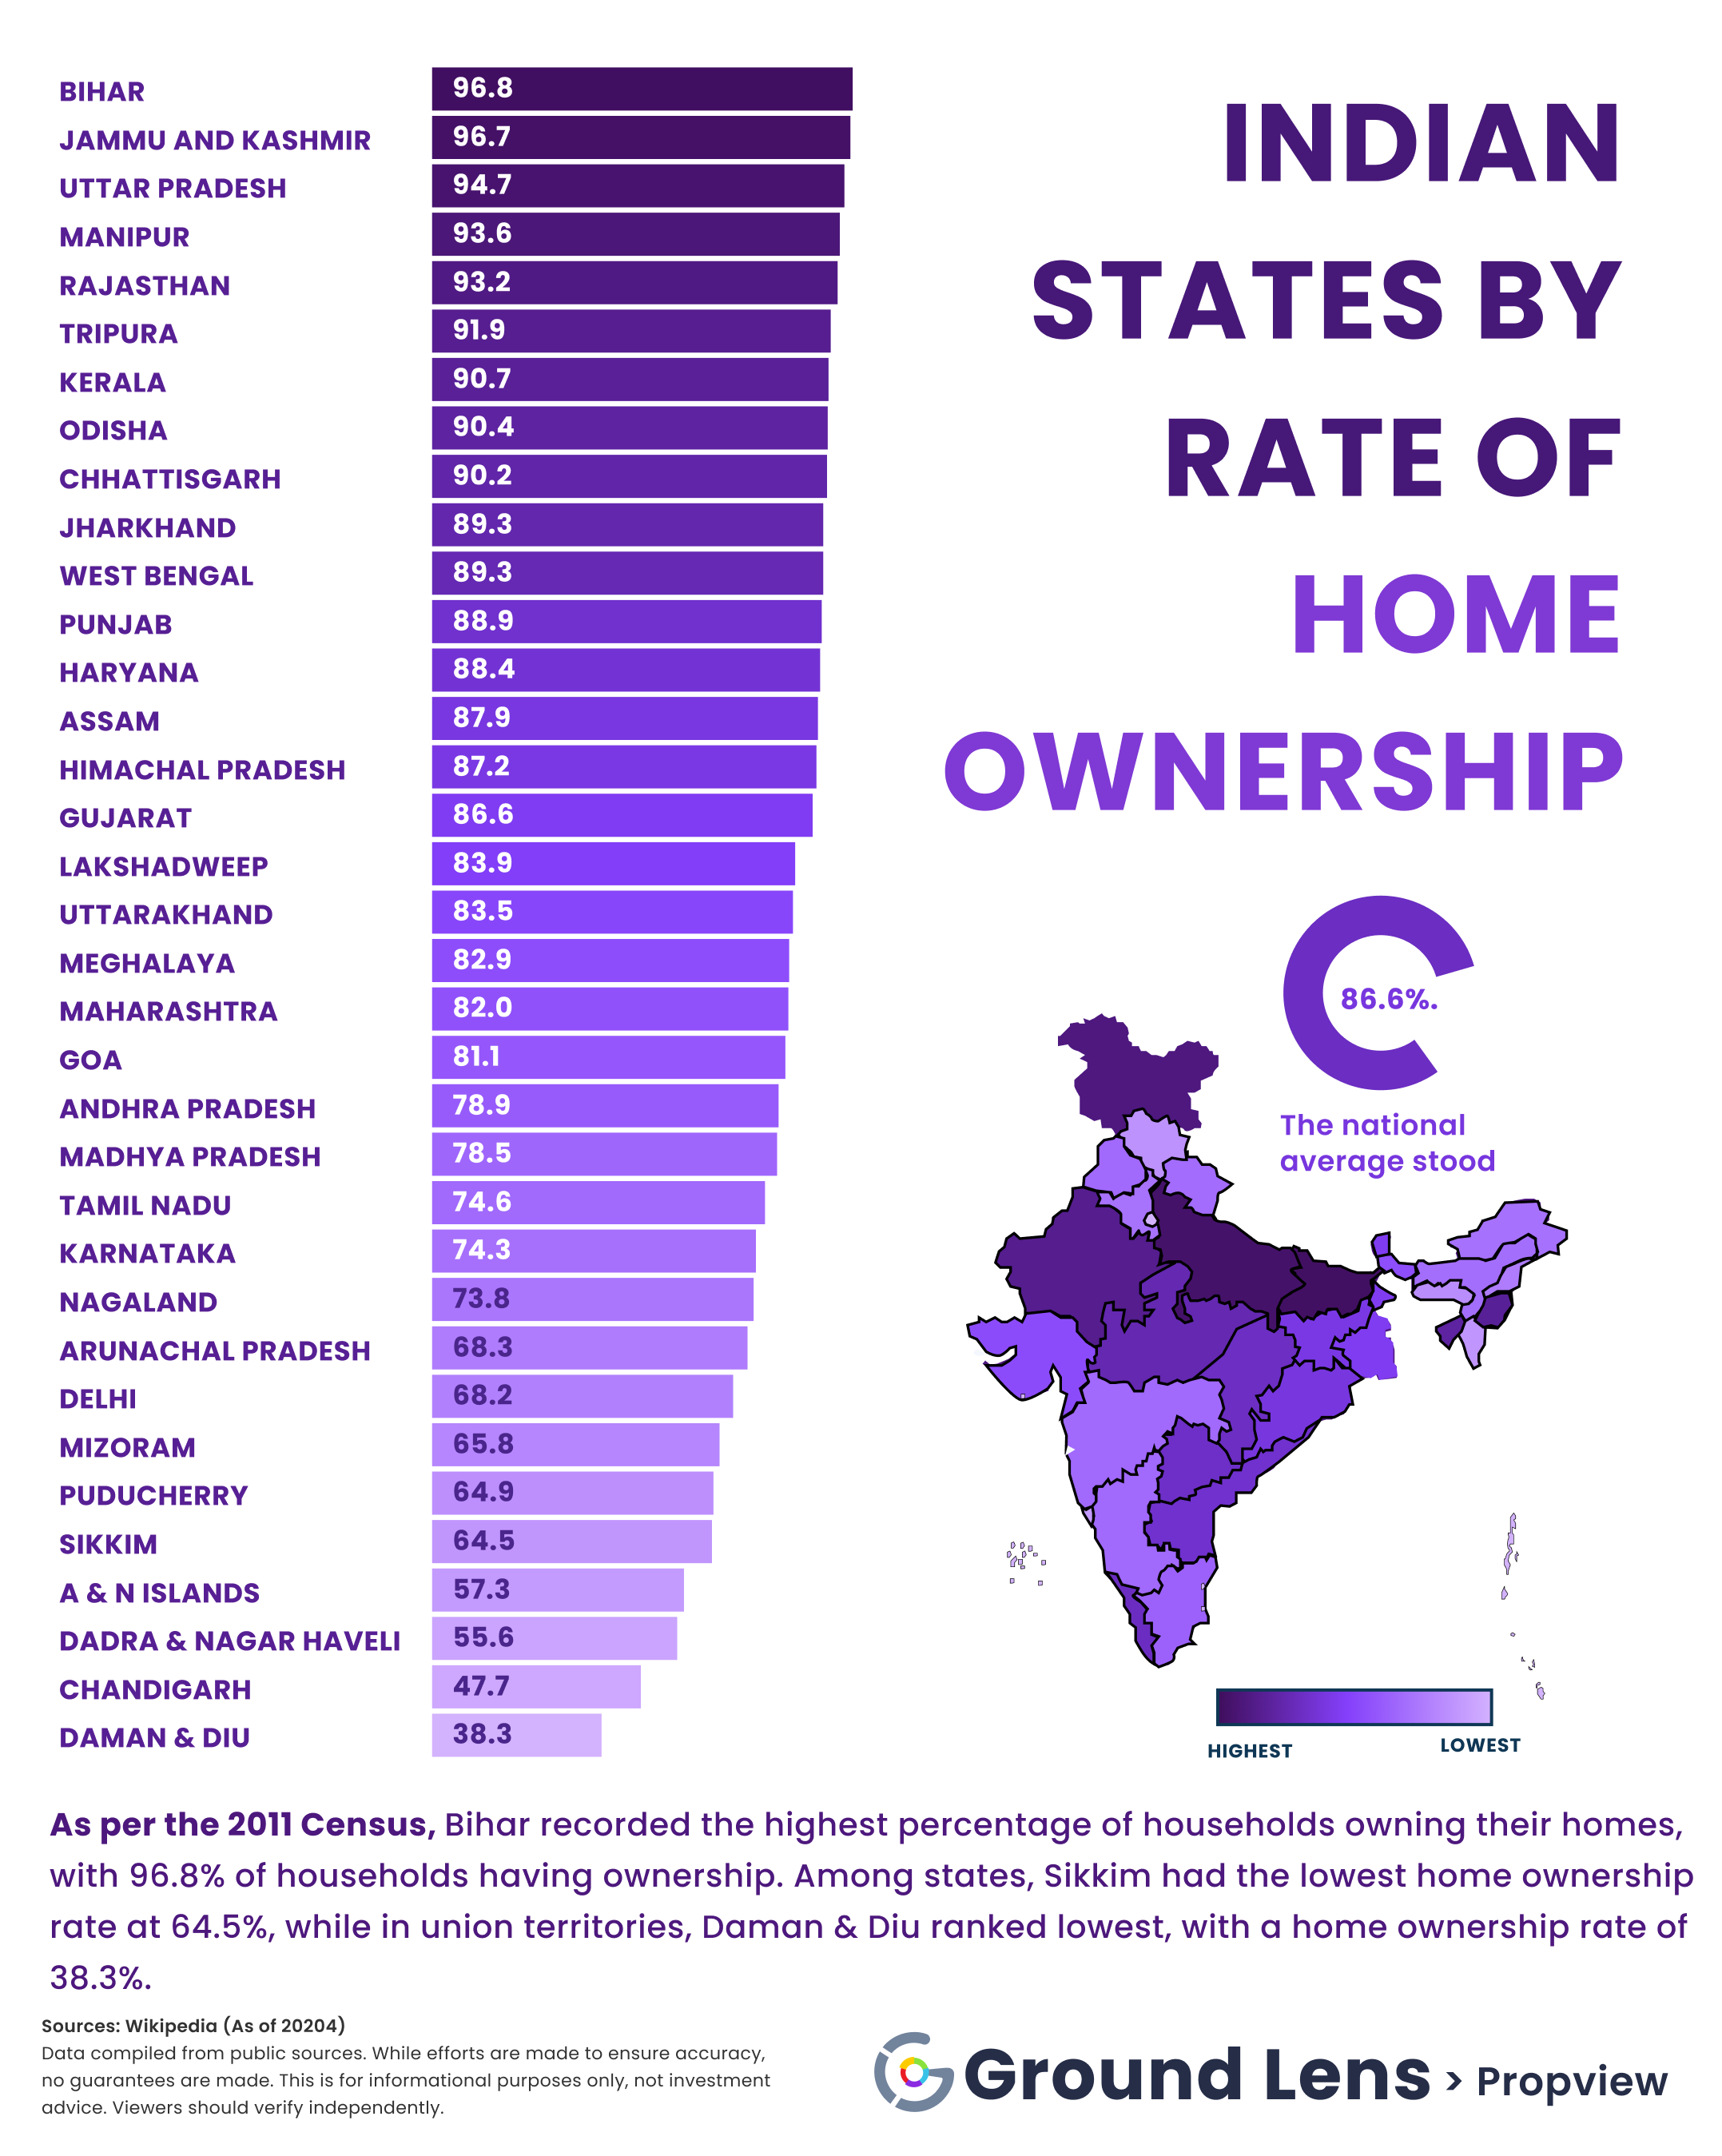 INDIAN
STATES BY
RATE OF
HOME
OWNERSHIP
BIHAR 96.8
JAMMU AND KASHMIR 96.7
UTTAR PRADESH 94.7
MANIPUR 93.6
RAJASTHAN 93.2
TRIPURA 91.9
KERALA 90.7
ODISHA 90.4
CHHATTISGARH 90.2
JHARKHAND 89.3
WEST BENGAL 89.3
PUNJAB 88.9
HARYANA 88.4
ASSAM 87.9
HIMACHAL PRADESH 87.2
GUJARAT 86.6
LAKSHADWEEP 83.9
UTTARAKHAND 83.5
MEGHALAYA 82.9
MAHARASHTRA 82.0
GOA 81.1
ANDHRA PRADESH 78.9
MADHYA PRADESH 78.5
TAMIL NADU 74.6
KARNATAKA 74.3
NAGALAND 73.8
ARUNACHAL PRADESH 68.3
DELHI 68.2
MIZORAM 65.8
PUDUCHERRY 64.9
SIKKIM 64.5
A & N ISLANDS 57.3
DADRA & NAGAR HAVELI 55.6
CHANDIGARH 47.7
DAMAN & DIU 38.3
86.6%.
The national
average stood
HIGHEST
LOWEST
As per the 2011 Census, Bihar recorded the highest percentage of households owning their homes,
with 96.8% of households having ownership. Among states, Sikkim had the lowest home ownership
rate at 64.5%, while in union territories, Daman & Diu ranked lowest, with a home ownership rate of
38.3%.
Sources: Wikipedia (As of 20204)
Data compiled from public sources. While efforts are made to ensure accuracy,
no guarantees are made. This is for informational purposes only, not investment
advice. Viewers should verify independently.
Ground Lens > Propview